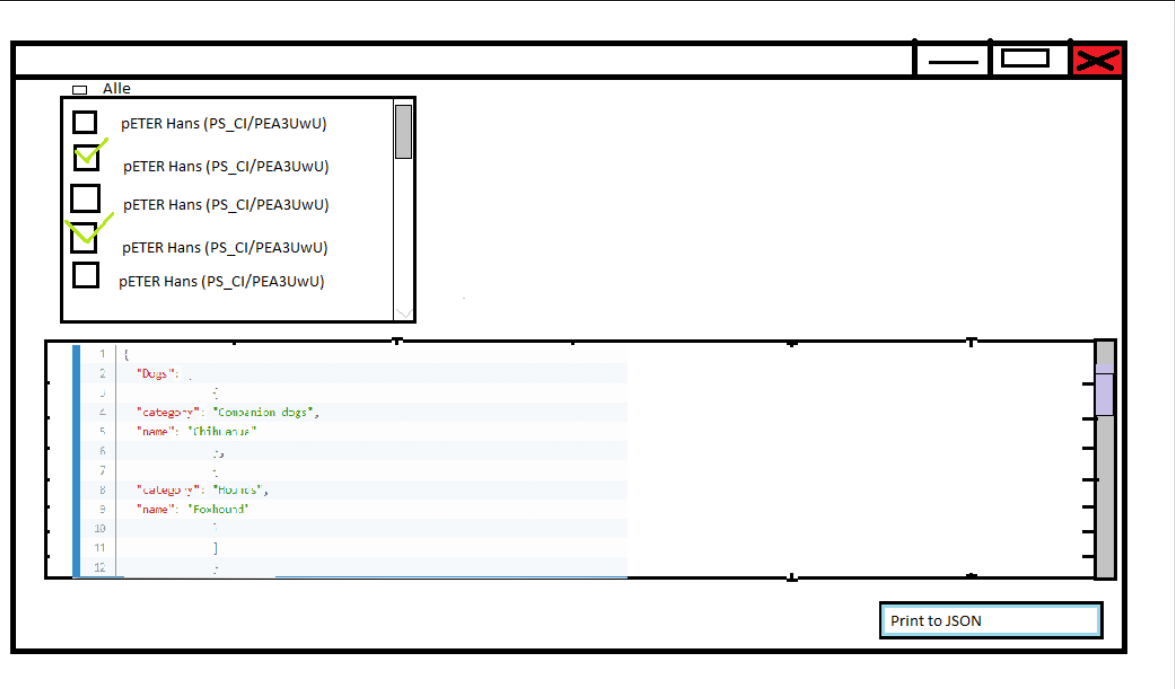 Alle
pETER Hans (PS_CI/PEA3UwU)
pETER Hans (PS_CI/PEA3UwU)
pETER Hans (PS_CI/PEA3UwU)
pETER Hans (PS_CI/PEA3UwU)
pETER Hans (PS_CI/PEA3UwU)
1 {
2 "Dogs":
3
4 "category": "Companion dogs",
5 "name": "Chihuahua"
6 },
7
8 "category": "Hounds",
9 "name": "Foxhound"
10
11 ]
12
Print to JSON